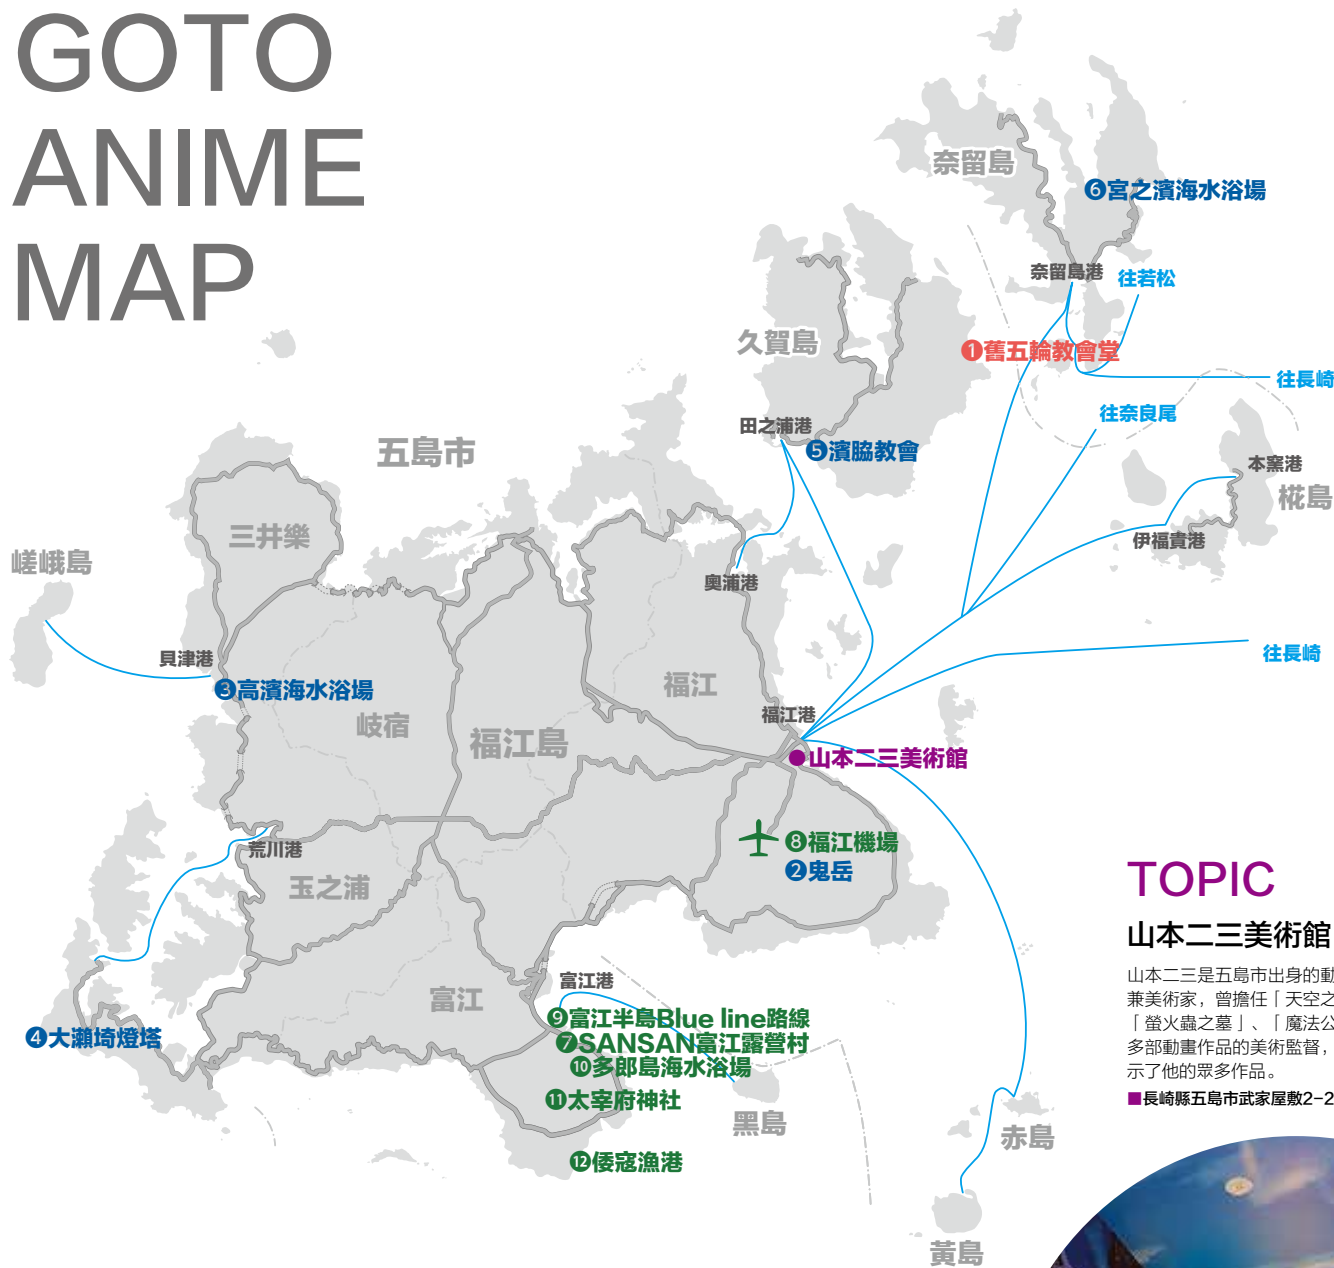 GOTO
ANIME
MAP
奈留島
❻宮之濱海水浴場
奈留島港
往若松
久賀島
❶舊五輪教會堂
往長崎
往奈良尾
田之浦港
❺濱脇教會
五島市
本窯港
椛島
三井樂
伊福貴港
嵯峨島
奧浦港
貝津港
往長崎
❸高濱海水浴場
福江
岐宿
福江港
福江島
山本二三美術館
❽福江機場
荒川港
❷鬼岳
玉之浦
富江港
富江
❾富江半島Blue line路線
❹大瀨埼燈塔
❼SANSAN富江露營村
❿多郎島海水浴場
⓫太宰府神社
黑島
赤島
⓬倭寇漁港
黃島
TOPIC
山本二三美術館
山本二三是五島市出身的動
兼美術家，曾擔任「天空之
「螢火蟲之墓」、「魔法公
多部動畫作品的美術監督，
示了他的眾多作品。
■長崎縣五島市武家屋敷2-2